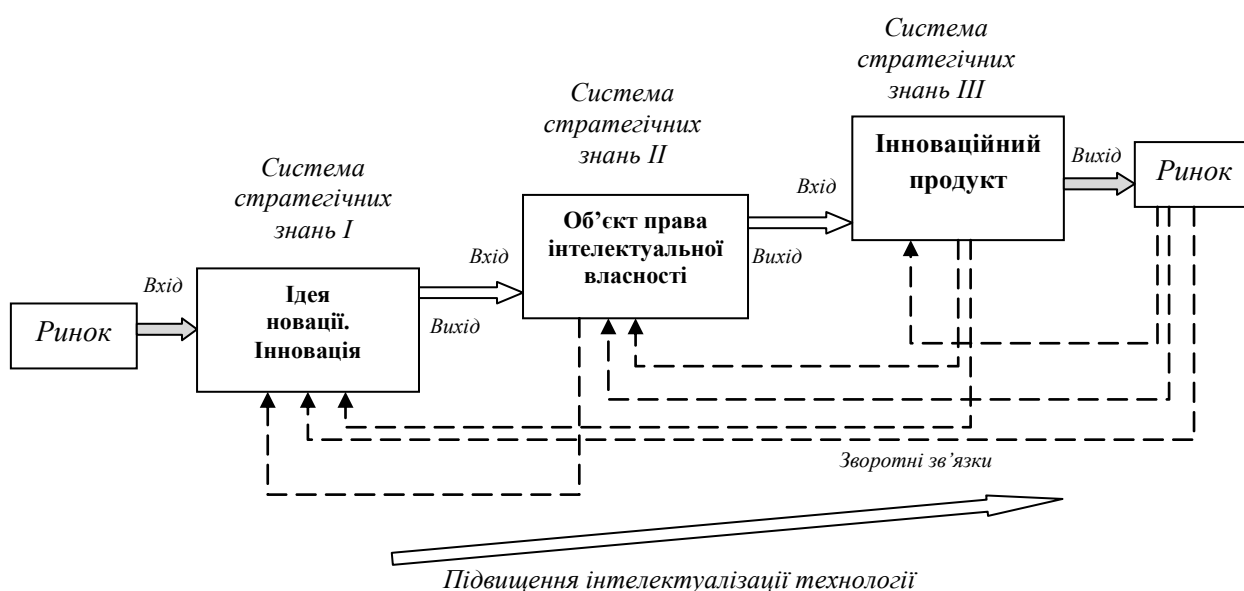 Система
стратегічних
знань III
Система
стратегічних
знань II
Система
стратегічних
знань I
Інноваційний
продукт
Вихід
Ринок
Вхід
Об’єкт права
інтелектуальної
власності
Вихід
Вхід
Ідея
новації.
Інновація
Вихід
Вхід
Ринок
Зворотні зв’язки
Підвищення інтелектуалізації технології